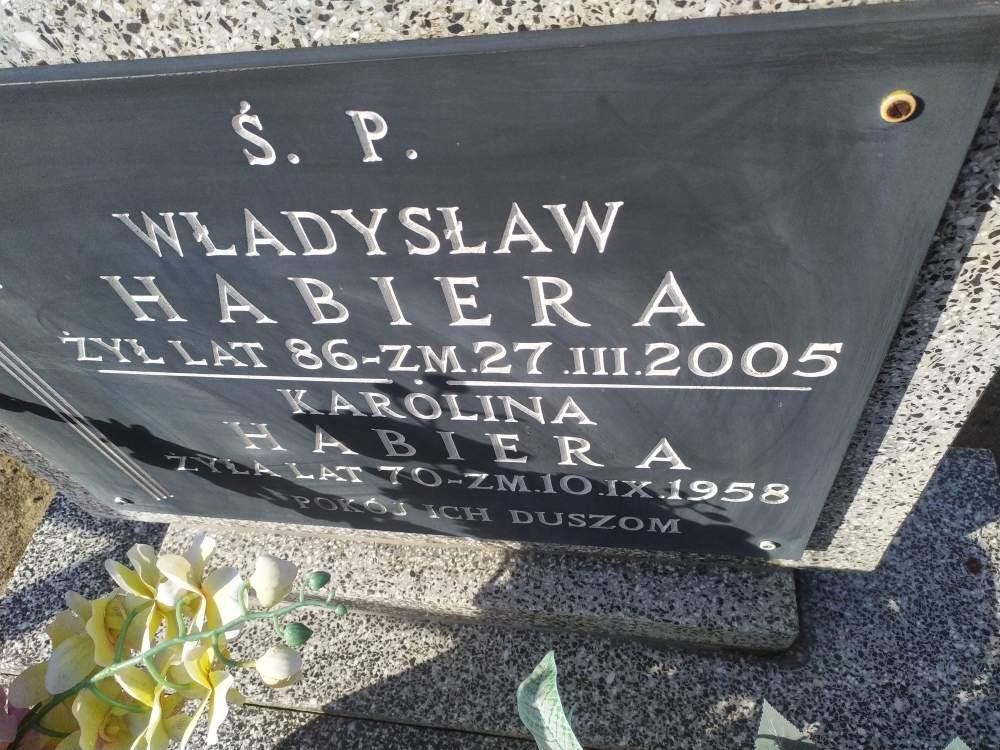 Ś. P.
WŁADYSŁAW
HABIERA
ŻYŁ LAT 86-ZM.27.III.2005
KAROLINA
HABIERA
ŻYŁA LAT 70-ZM.10.IX.1958
POKÓJ ICH DUSZOM